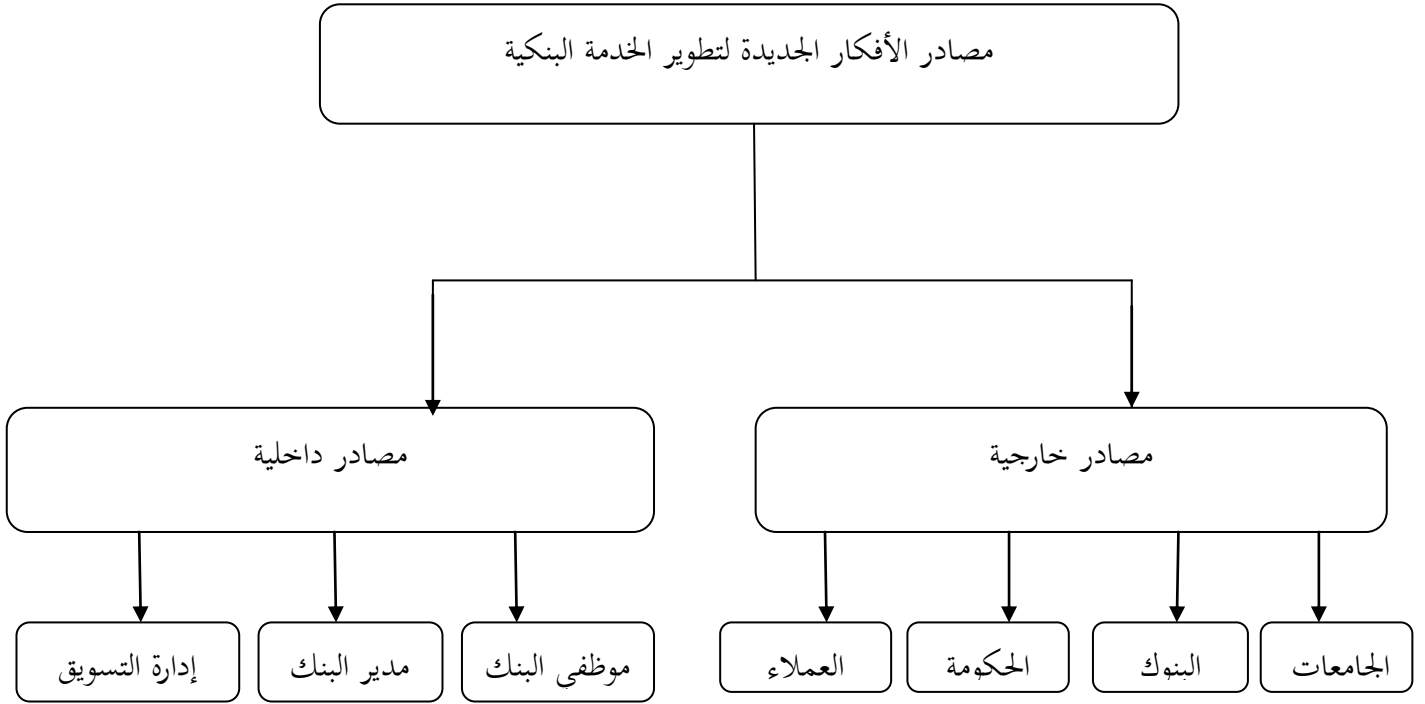 مصادر الأفكار الجديدة لتطوير الخدمة البنكية
مصادر خارجية
مصادر داخلية
الجامعات
البنوك
الحكومة
العملاء
موظفي البنك
مدير البنك
إدارة التسويق